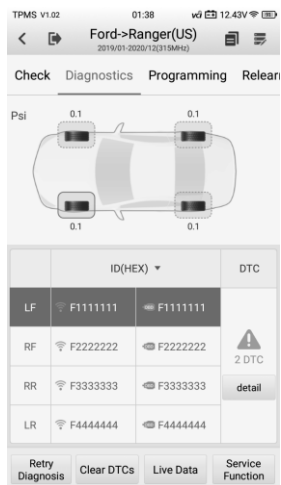 TPMS V1.02 01:38 12.43V
Ford->Ranger(US)
2019/01-2020/12(315MHz)
Check Diagnostics Programming Relear
Psi 0.1 0.1
0.1 0.1
ID(HEX) DTC
LF F1111111 F1111111
RF F2222222 F2222222
2 DTC
RR F3333333 F3333333 detail
LR F4444444 F4444444
Retry Diagnosis Clear DTCs Live Data Service Function